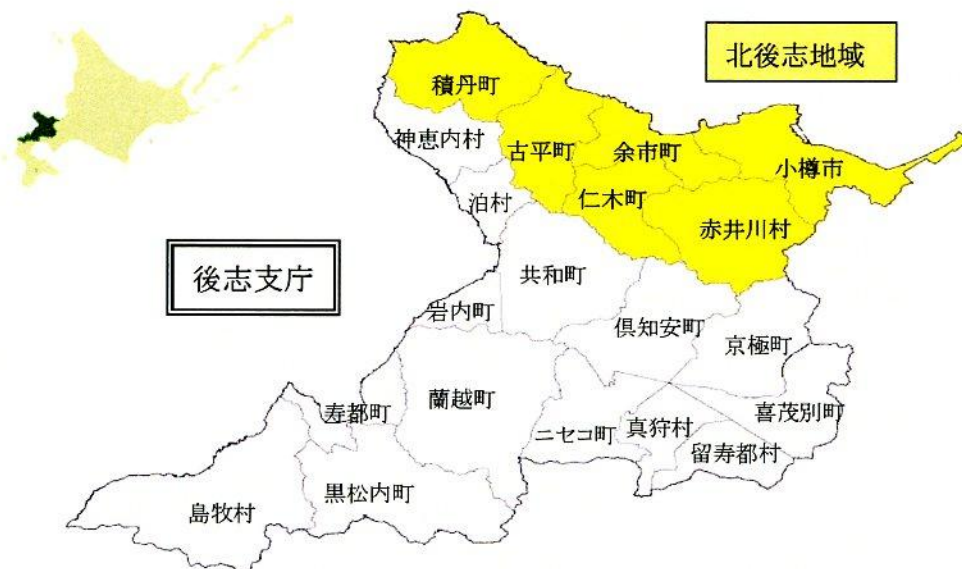 北後志地域
積丹町
神恵内村
古平町
余市町
小樽市
泊村
仁木町
赤井川村
後志支庁
共和町
岩内町
倶知安町
京極町
寿都町
蘭越町
ニセコ町
真狩村
喜茂別町
留寿都村
島牧村
黒松内町